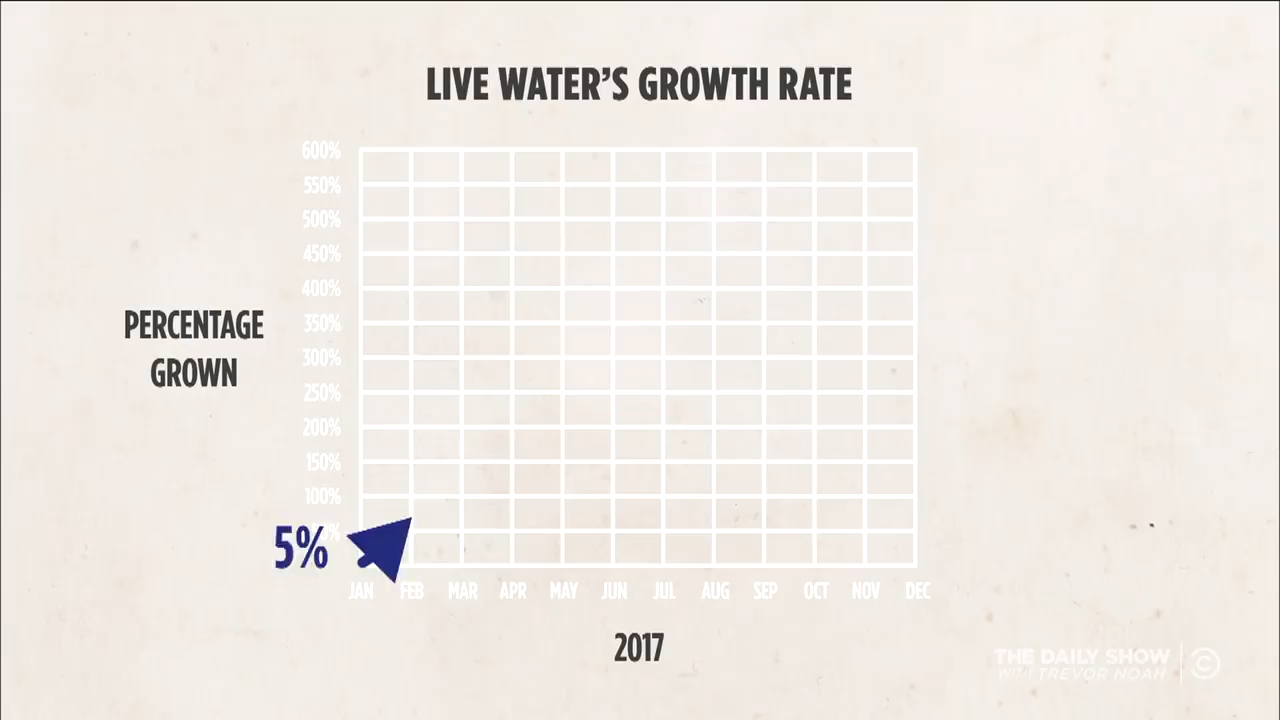 LIVE WATER'S GROWTH RATE
600%
550%
500%
450%
400%
350%
300%
250%
200%
150%
100%
PERCENTAGE
GROWN
5%
JAN FEB MAR APR MAY JUN JUL AUG SEP OCT NOV DEC
2017
THE DAILY SHOW
WITH TREVOR NOAH